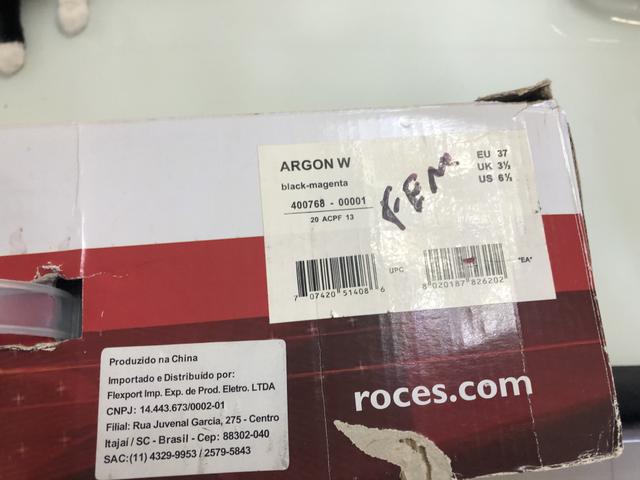 ARGON W
black-magenta
400768 - 00001
20 ACPF 13
EU 37
UK 3½
US 6½
FEM
UPC
*EA*
7 07420 51408 6
8 020187 826202
Produzido na China
Importado e Distribuído por:
Flexport Imp. Exp. de Prod. Eletro. LTDA
CNPJ: 14.443.673/0002-01
Filial: Rua Juvenal Garcia, 275 - Centro
Itajaí / SC - Brasil - Cep: 88302-040
SAC:(11) 4329-9953 / 2579-5843
roces.com